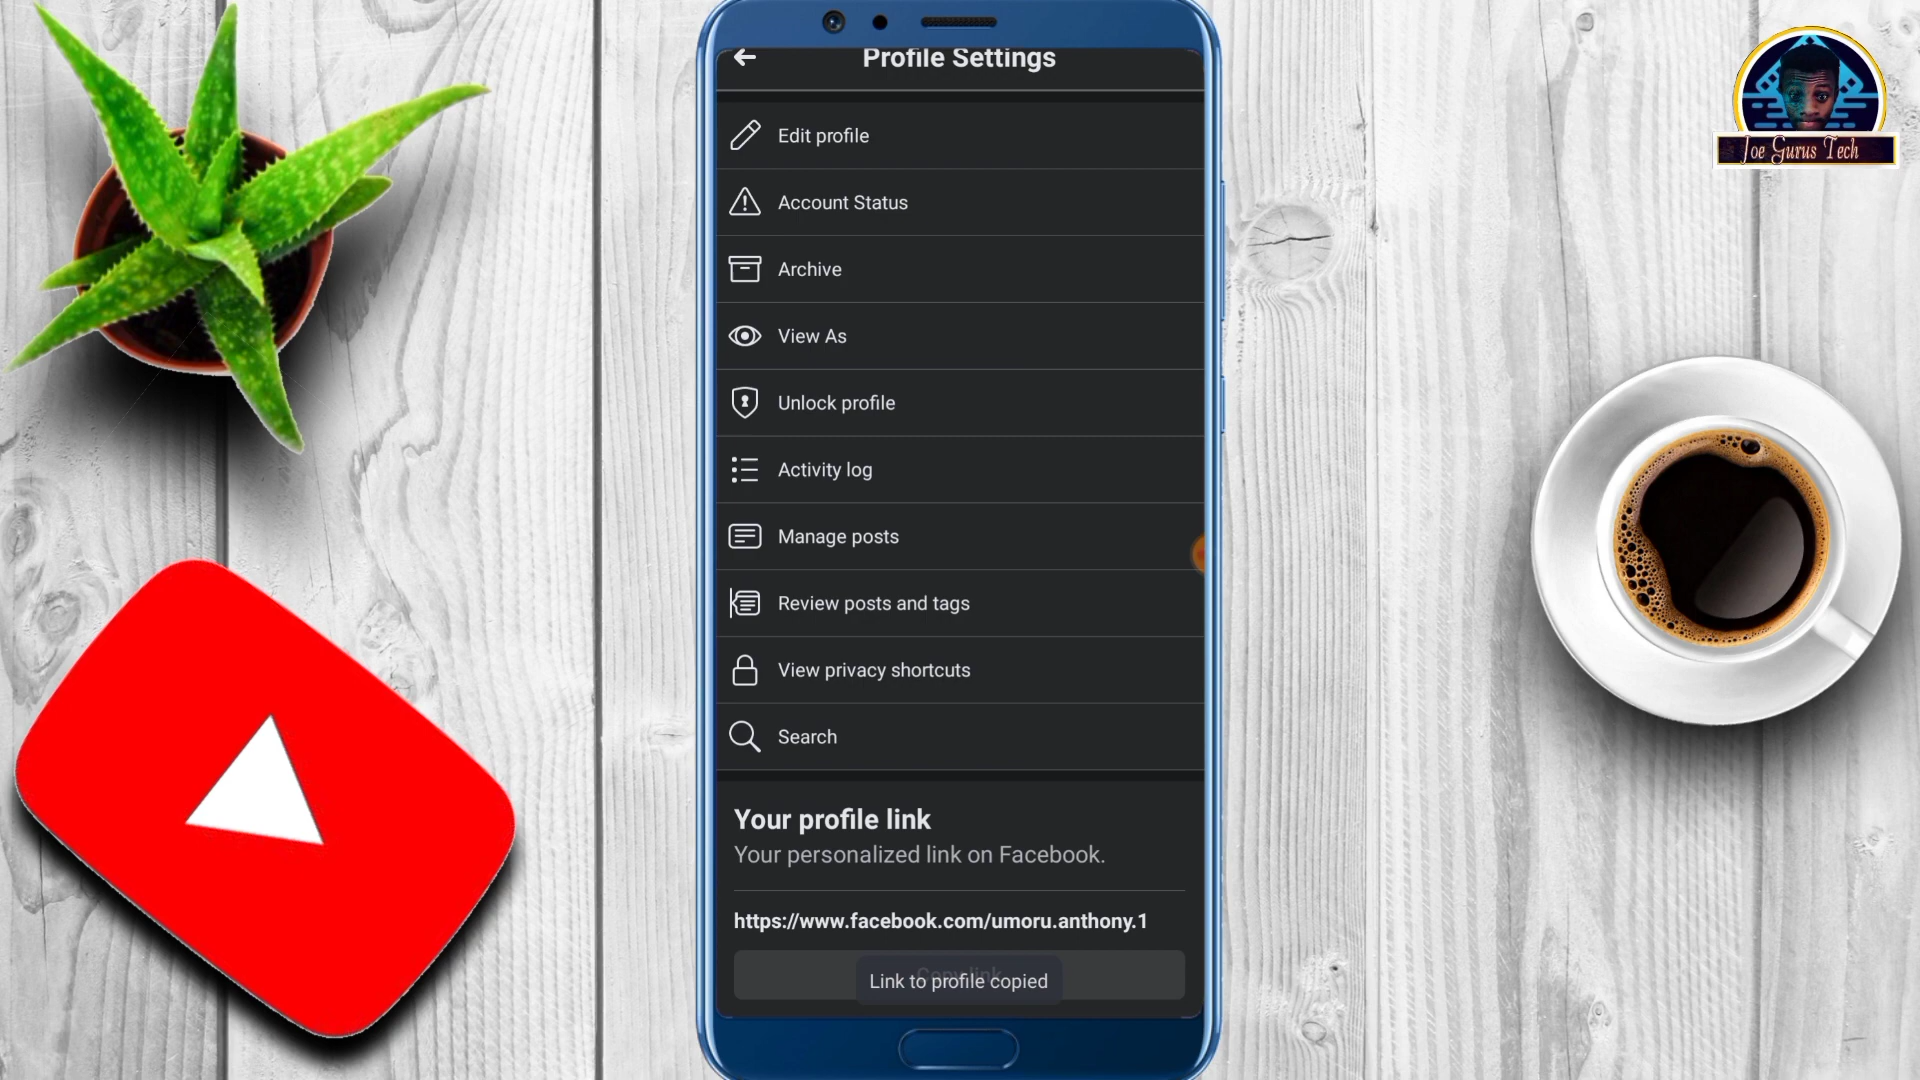 Profile Settings
Edit profile
Account Status
Archive
View As
Unlock profile
Activity log
Manage posts
Review posts and tags
View privacy shortcuts
Search
Your profile link
Your personalized link on Facebook.
https://www.facebook.com/umoru.anthony.1
Copy link
Link to profile copied
Joe Gurus Tech